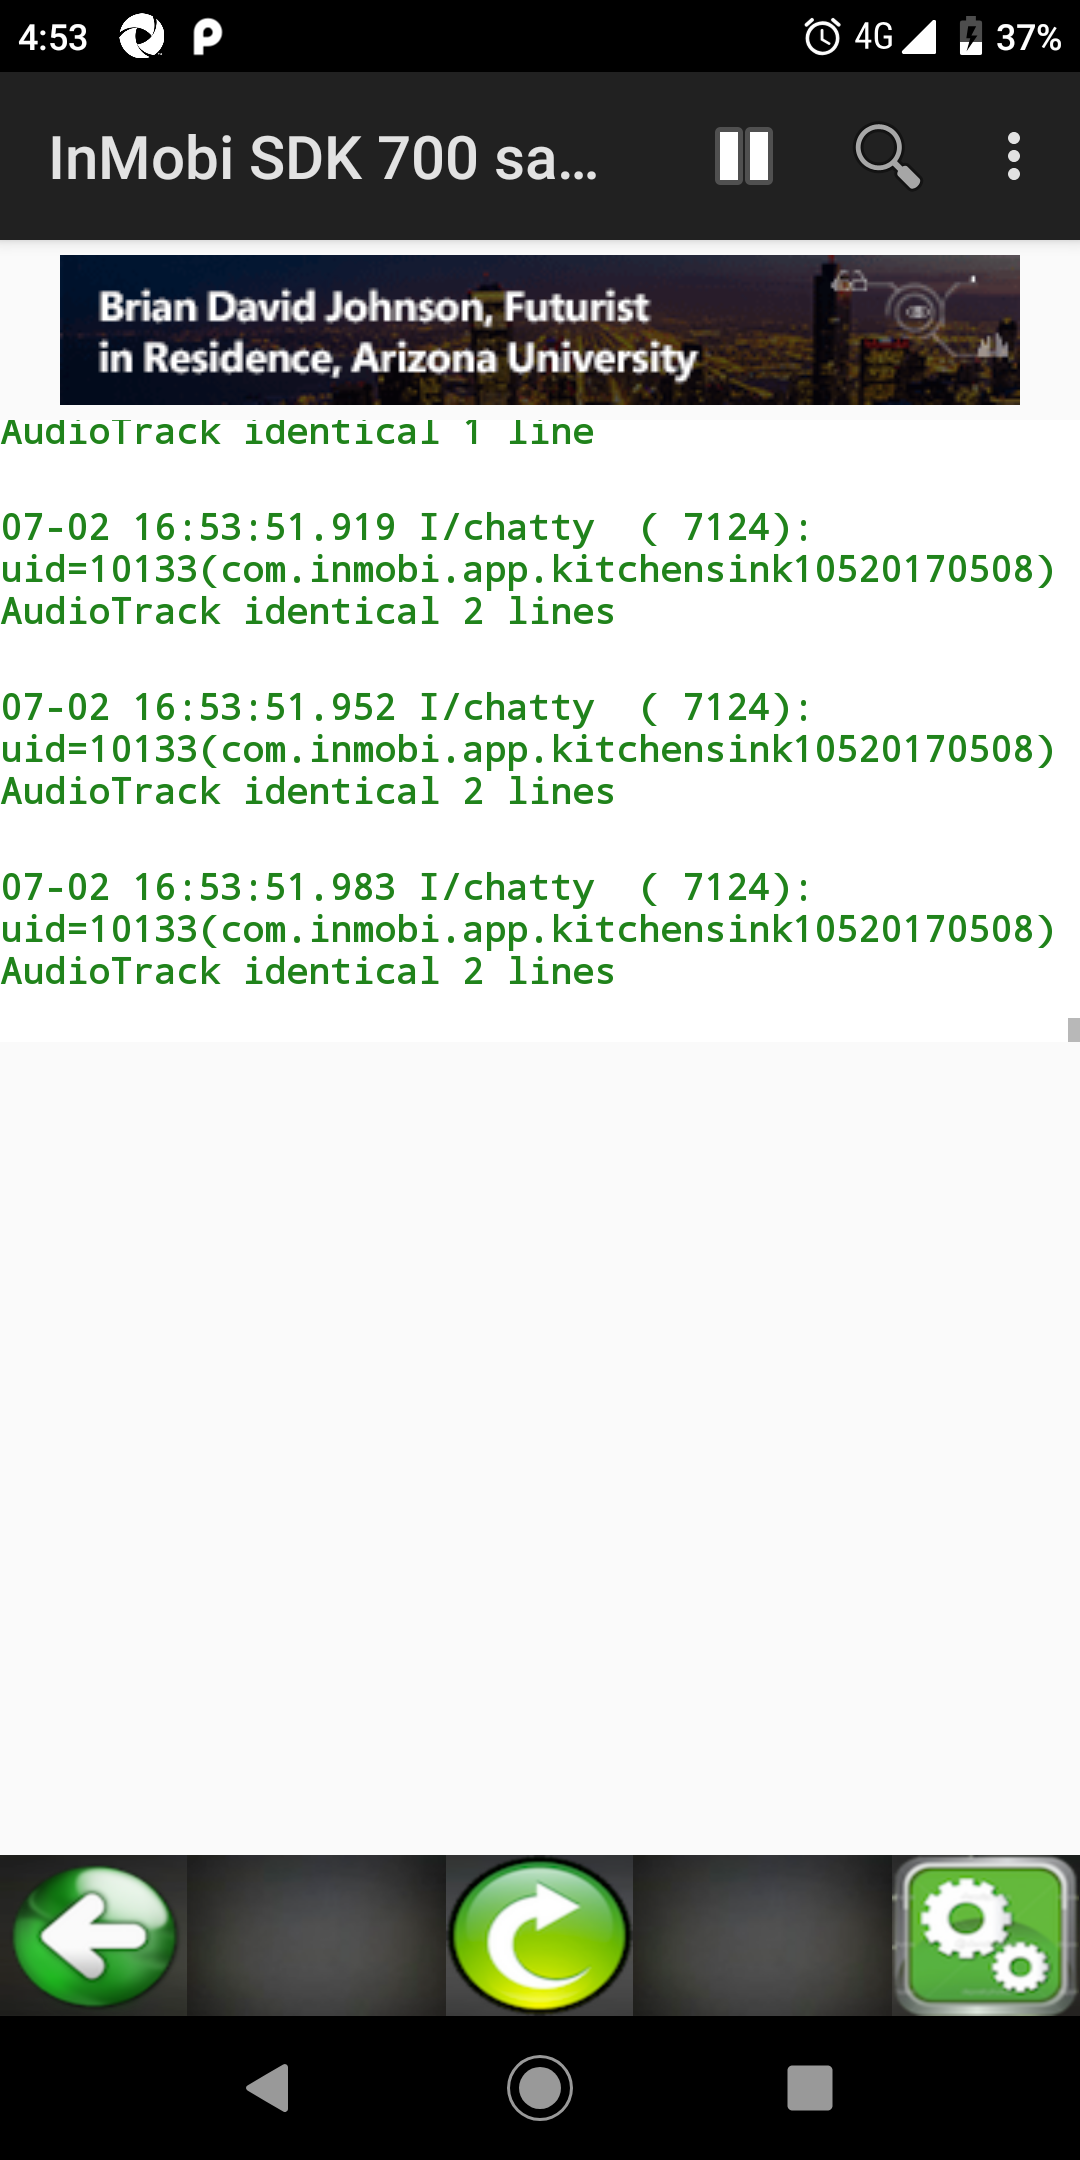 4:53
4G
37%
InMobi SDK 700 sa...
Brian David Johnson, Futurist
in Residence, Arizona University
AudioTrack identical 1 line
07-02 16:53:51.919 I/chatty  ( 7124):
uid=10133(com.inmobi.app.kitchensink10520170508)
AudioTrack identical 2 lines
07-02 16:53:51.952 I/chatty  ( 7124):
uid=10133(com.inmobi.app.kitchensink10520170508)
AudioTrack identical 2 lines
07-02 16:53:51.983 I/chatty  ( 7124):
uid=10133(com.inmobi.app.kitchensink10520170508)
AudioTrack identical 2 lines